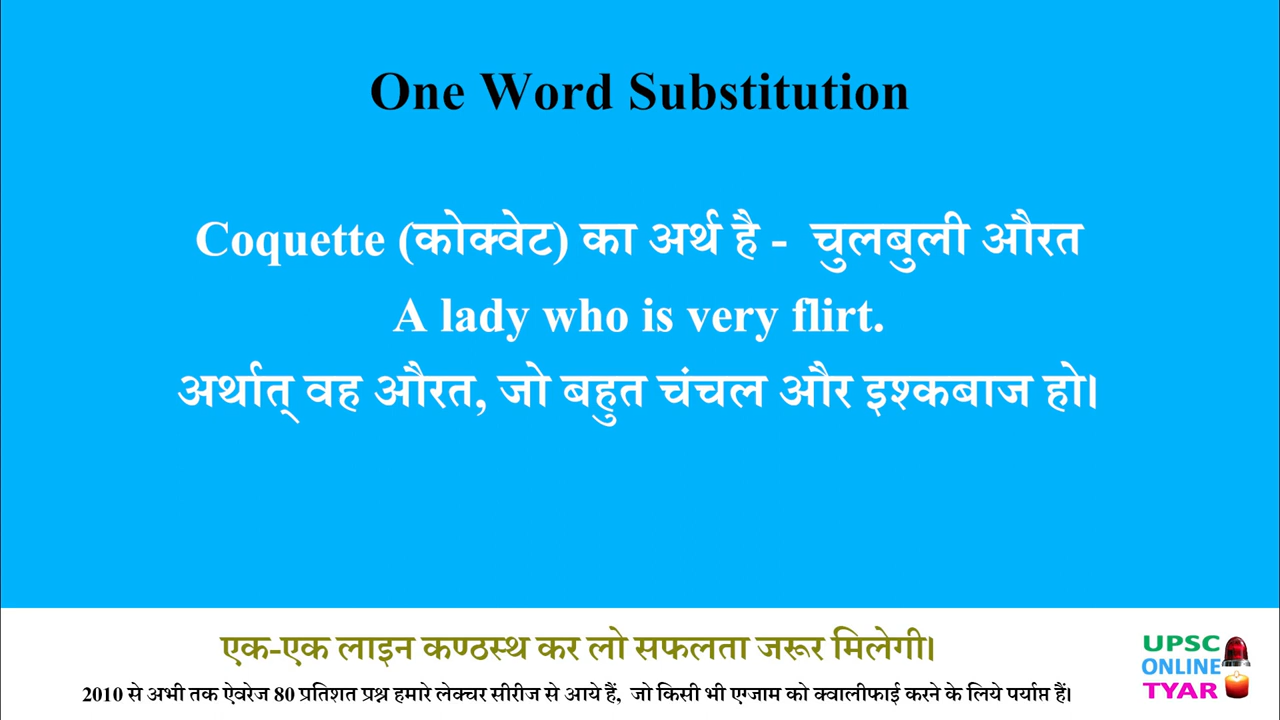 One Word Substitution
Coquette (कोक्वेट) का अर्थ है - चुलबुली औरत
A lady who is very flirt.
अर्थात् वह औरत, जो बहुत चंचल और इश्कबाज हो।
एक-एक लाइन कण्ठस्थ कर लो सफलता जरूर मिलेगी।
2010 से अभी तक ऐवरेज 80 प्रतिशत प्रश्न हमारे लेक्चर सीरीज से आये हैं, जो किसी भी एग्जाम को क्वालीफाई करने के लिये पर्याप्त हैं।
UPSC
ONLINE
TYAR